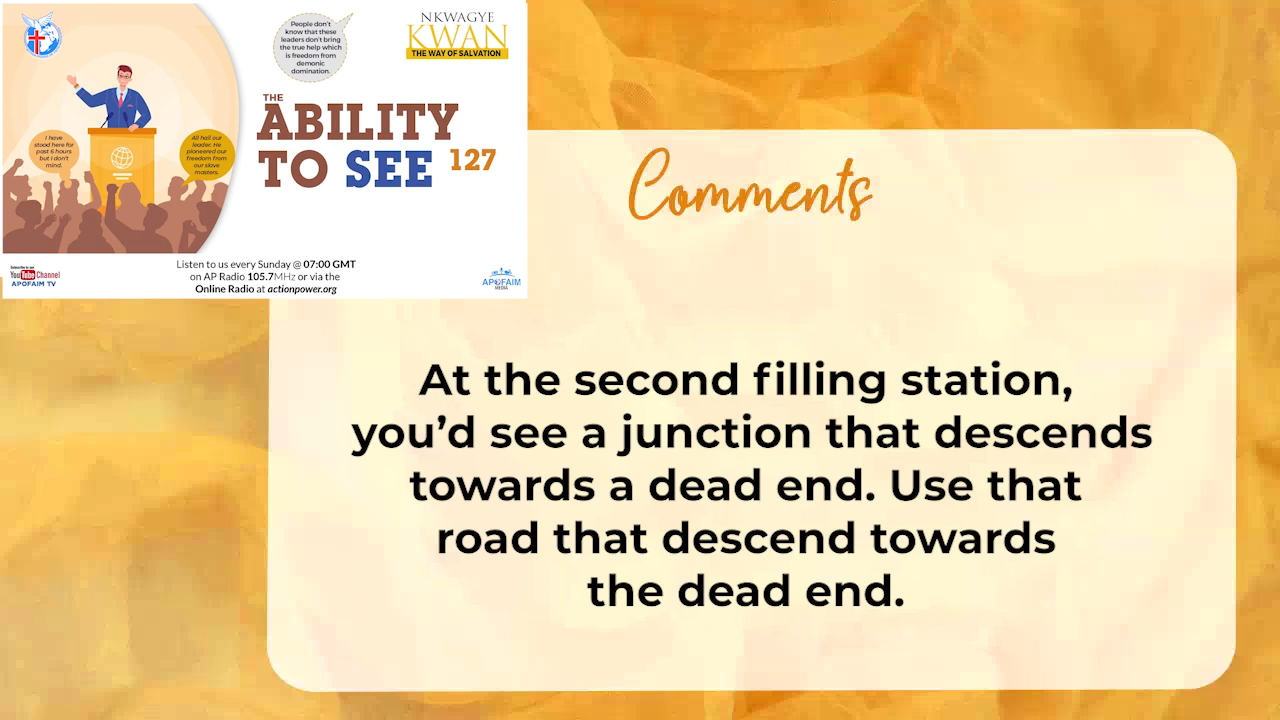 People don't
know that these
leaders don't bring
the true help which
is freedom from
demonic
domination.
NKWAGYE
KWAN
THE WAY OF SALVATION
THE
ABILITY
TO SEE 127
I have
stood here for
past 6 hours
but I don't
mind.
All hail our
leader. He
pioneered our
freedom from
our slave
masters.
Subscribe to our
YouTube Channel
APOFAIM TV
Listen to us every Sunday @ 07:00 GMT
on AP Radio 105.7MHz or via the
Online Radio at actionpower.org
APOFAIM
MEDIA
Comments
At the second filling station,
you'd see a junction that descends
towards a dead end. Use that
road that descend towards
the dead end.